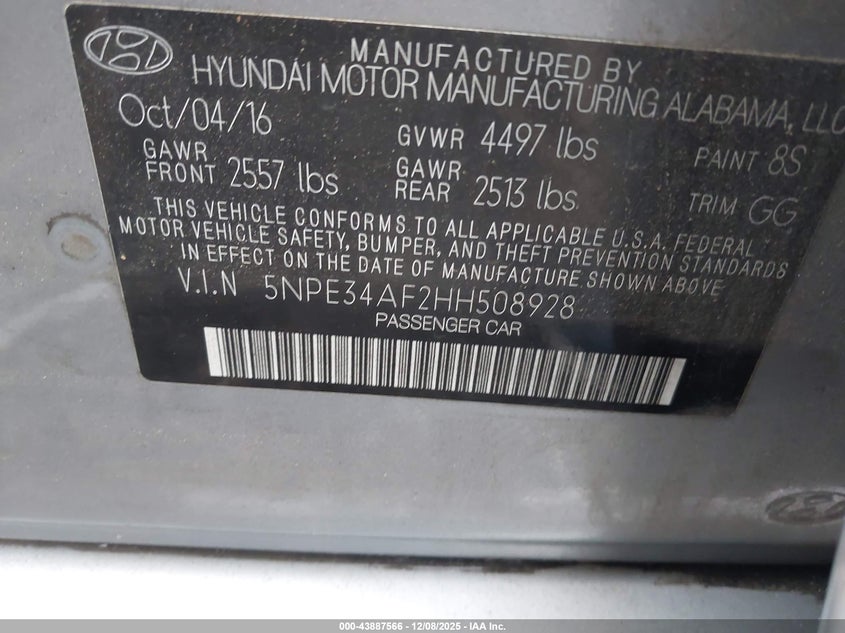 MANUFACTURED BY
HYUNDAI MOTOR MANUFACTURING ALABAMA, LLC
Oct/04/16 GVWR 4497 lbs PAINT 8S
GAWR FRONT 2557 lbs GAWR REAR 2513 lbs. TRIM GG
THIS VEHICLE CONFORMS TO ALL APPLICABLE U.S.A. FEDERAL
MOTOR VEHICLE SAFETY, BUMPER, AND THEFT PREVENTION STANDARDS
IN EFFECT ON THE DATE OF MANUFACTURE SHOWN ABOVE
V.I.N 5NPE34AF2HH508928
PASSENGER CAR
000-43887566 - 12/08/2025 - IAA Inc.